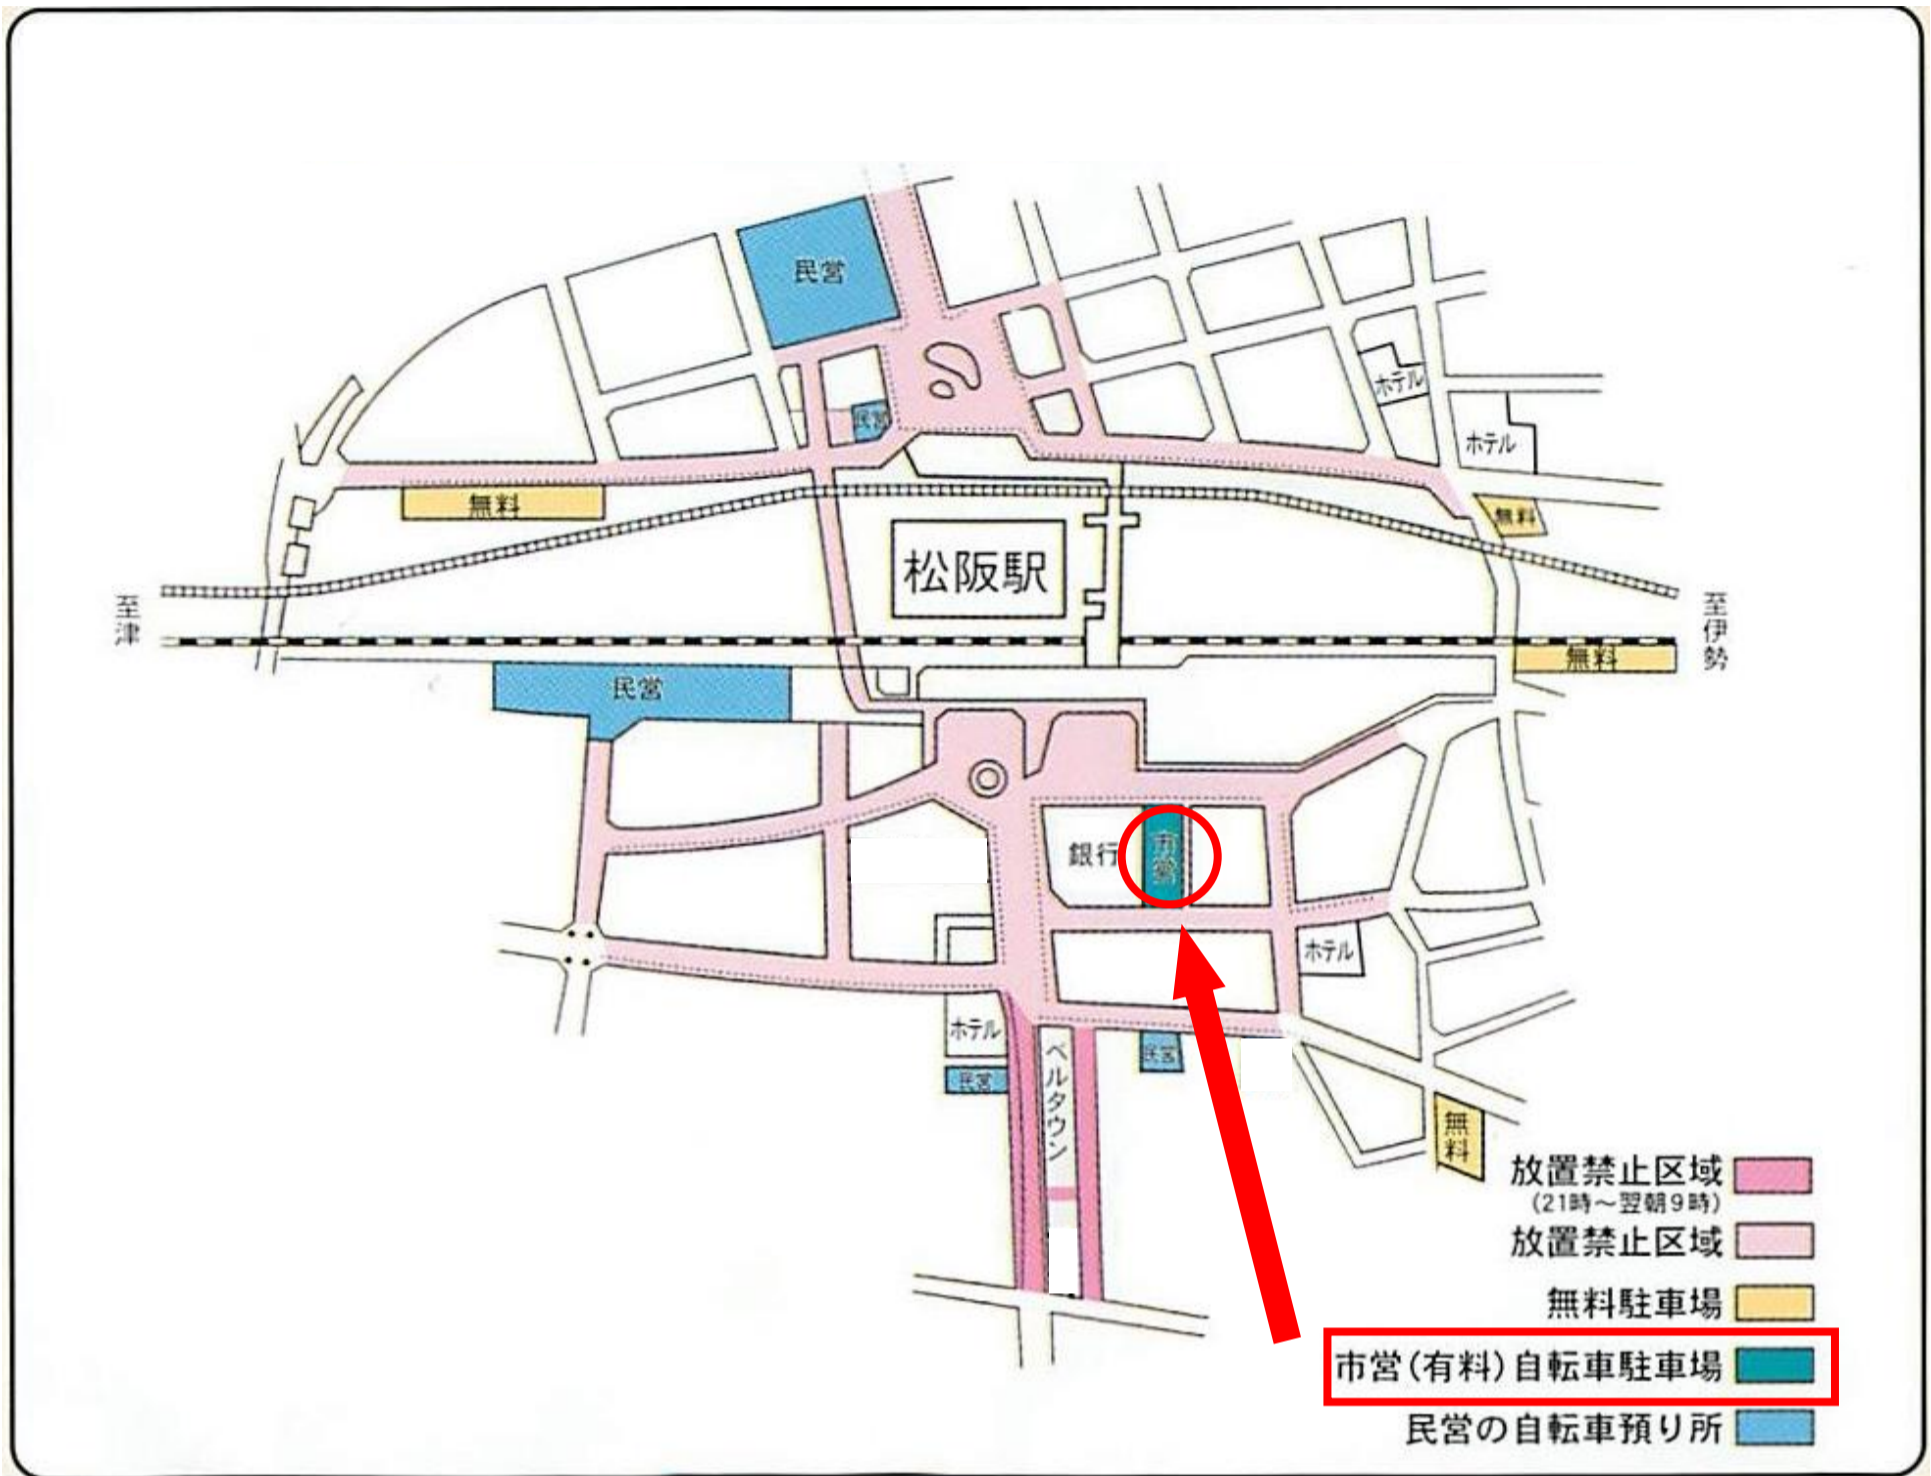 民営
民営
ホテル
ホテル
無料
無料
松阪駅
至津
至伊勢
無料
民営
銀行
市営
ホテル
ホテル
民営
民営
ベルタウン
無料
放置禁止区域
(21時～翌朝9時)
放置禁止区域
無料駐車場
市営(有料)自転車駐車場
民営の自転車預り所